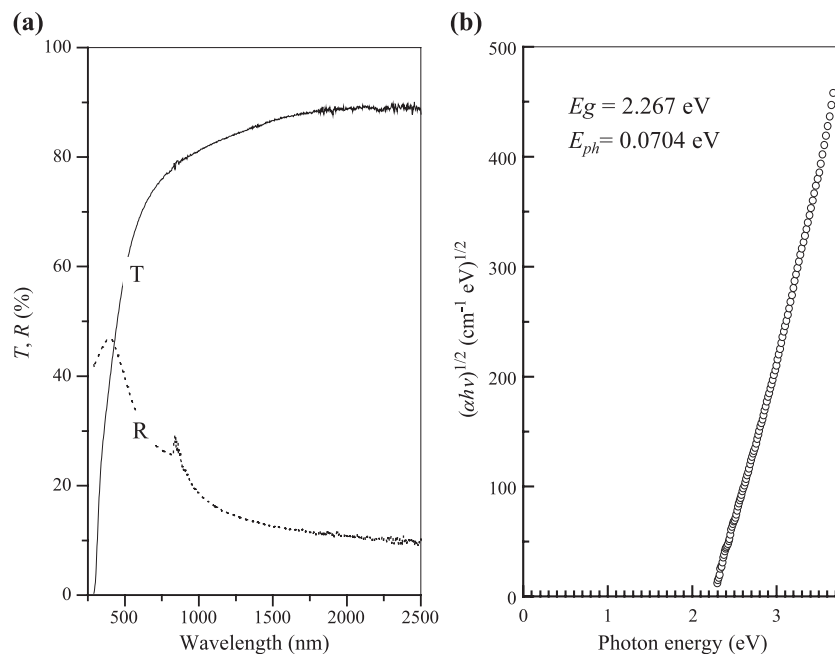 (a)
100
80
60
40
20
0
T, R (%)
T
R
500
1000
1500
2000
2500
Wavelength (nm)
(b)
500
400
300
200
100
0
(αhν)^{1/2} (cm^{-1} eV)^{1/2}
Eg = 2.267 eV
E_{ph}= 0.0704 eV
0
1
2
3
Photon energy (eV)